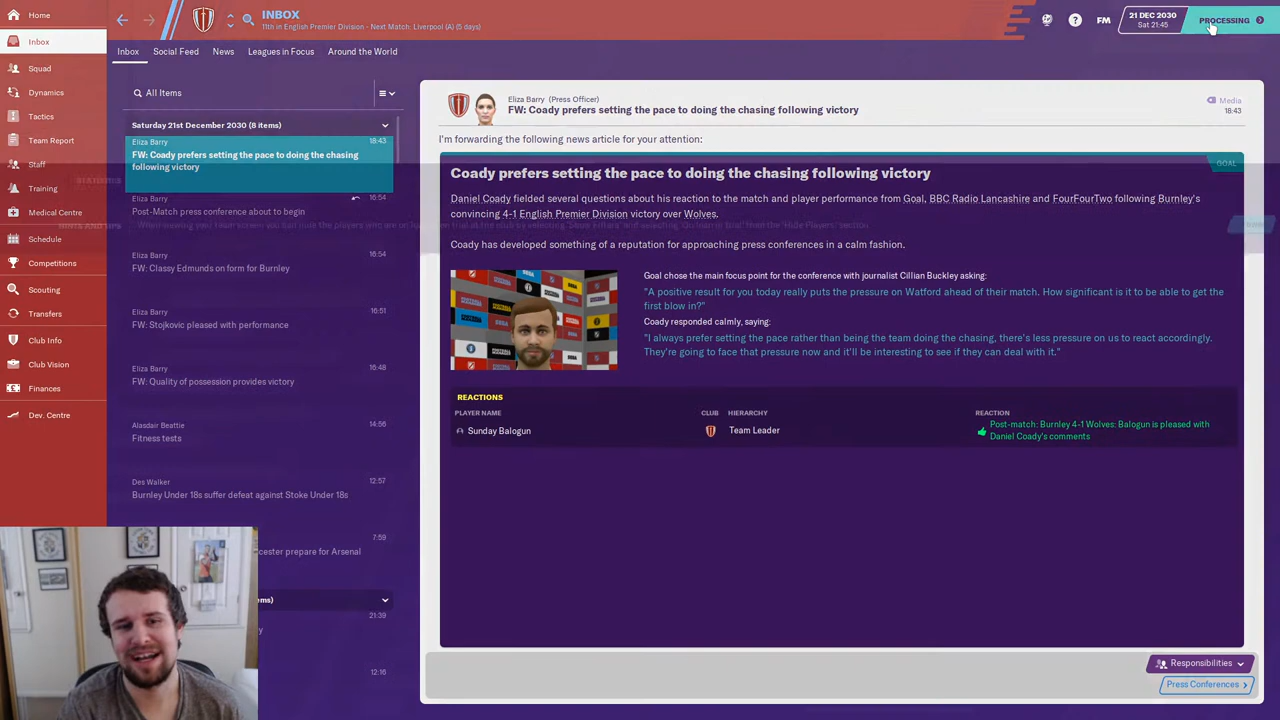 Home
Inbox
Squad
Dynamics
Tactics
Team Report
Staff
Training
Medical Centre
Schedule
Competitions
Scouting
Transfers
Club Info
Club Vision
Finances
Dev. Centre
INBOX
11th in English Premier Division - Next Match: Liverpool (A) (5 days)
FM
21 DEC 2030
Sat 21:45
PROCESSING
Inbox
Social Feed
News
Leagues in Focus
Around the World
All Items
Saturday 21st December 2030 (8 items)
Eliza Barry
18:43
FW: Coady prefers setting the pace to doing the chasing
following victory
Eliza Barry
16:54
Post-Match press conference about to begin
Eliza Barry
16:54
FW: Classy Edmunds on form for Burnley
Eliza Barry
16:51
FW: Stojkovic pleased with performance
Eliza Barry
16:48
FW: Quality of possession provides victory
Alasdair Beattie
14:56
Fitness tests
Des Walker
12:57
Burnley Under 18s suffer defeat against Stoke Under 18s
7:59
prepare for Arsenal
21:39
12:16
Eliza Barry (Press Officer)
FW: Coady prefers setting the pace to doing the chasing following victory
Media
18:43
I'm forwarding the following news article for your attention:
GOAL
Coady prefers setting the pace to doing the chasing following victory
Daniel Coady fielded several questions about his reaction to the match and player performance from Goal, BBC Radio Lancashire and FourFourTwo following Burnley's
convincing 4-1 English Premier Division victory over Wolves.
HINTS AND TIPS
Coady has developed something of a reputation for approaching press conferences in a calm fashion.
Goal chose the main focus point for the conference with journalist Cillian Buckley asking:
"A positive result for you today really puts the pressure on Watford ahead of their match. How significant is it to be able to get the
first blow in?"
Coady responded calmly, saying:
"I always prefer setting the pace rather than being the team doing the chasing, there's less pressure on us to react accordingly.
They're going to face that pressure now and it'll be interesting to see if they can deal with it."
REACTIONS
PLAYER NAME
CLUB
HIERARCHY
REACTION
Sunday Balogun
Team Leader
Post-match: Burnley 4-1 Wolves: Balogun is pleased with
Daniel Coady's comments
Responsibilities
Press Conferences